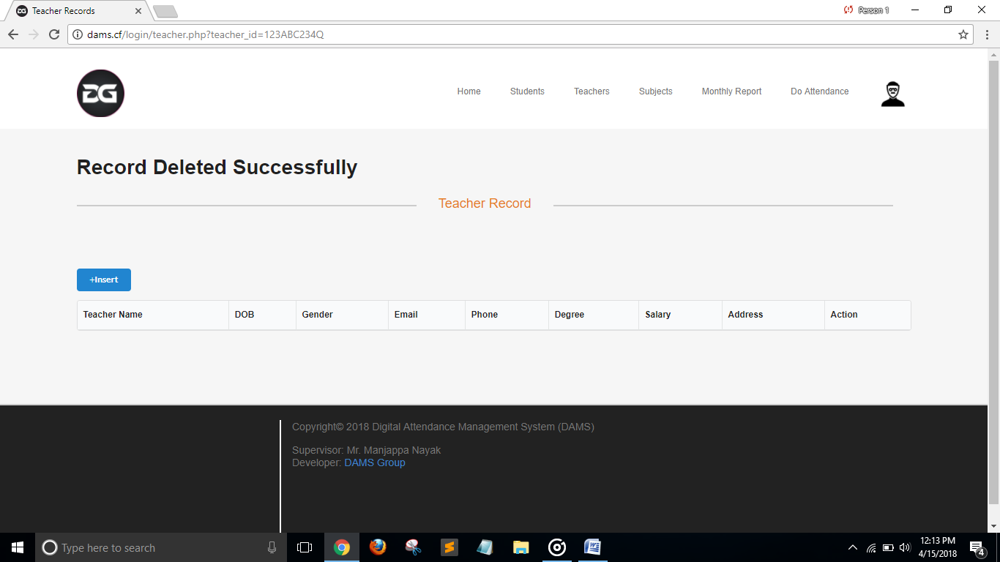 Teacher Records
Person 1
dams.cf/login/teacher.php?teacher_id=123ABC234Q
DG
Home Students Teachers Subjects Monthly Report Do Attendance
Record Deleted Successfully
Teacher Record
+Insert
Teacher Name DOB Gender Email Phone Degree Salary Address Action
Copyright© 2018 Digital Attendance Management System (DAMS)
Supervisor: Mr. Manjappa Nayak
Developer: DAMS Group
Type here to search
12:13 PM
4/15/2018
4